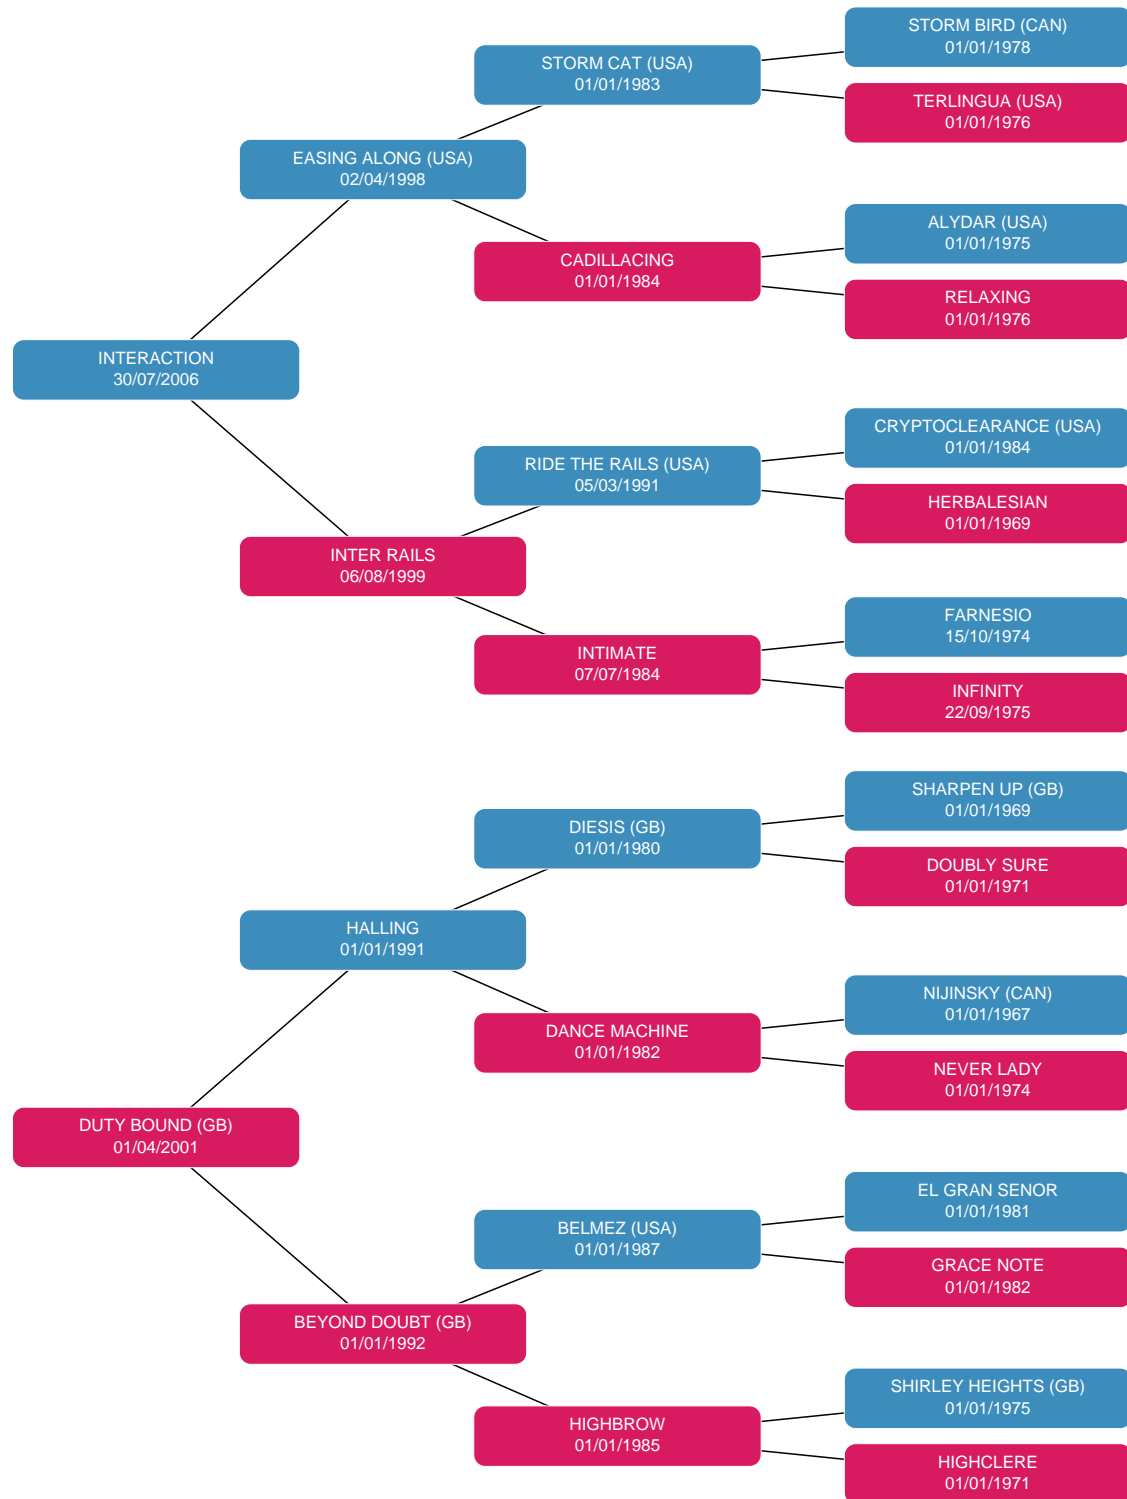 STORM BIRD (CAN)
01/01/1978
STORM CAT (USA)
01/01/1983
TERLINGUA (USA)
01/01/1976
EASING ALONG (USA)
02/04/1998
ALYDAR (USA)
01/01/1975
CADILLACING
01/01/1984
RELAXING
01/01/1976
INTERACTION
30/07/2006
CRYPTOCLEARANCE (USA)
01/01/1984
RIDE THE RAILS (USA)
05/03/1991
HERBALESIAN
01/01/1969
INTER RAILS
06/08/1999
FARNESIO
15/10/1974
INTIMATE
07/07/1984
INFINITY
22/09/1975
SHARPEN UP (GB)
01/01/1969
DIESIS (GB)
01/01/1980
DOUBLY SURE
01/01/1971
HALLING
01/01/1991
NIJINSKY (CAN)
01/01/1967
DANCE MACHINE
01/01/1982
NEVER LADY
01/01/1974
DUTY BOUND (GB)
01/04/2001
EL GRAN SENOR
01/01/1981
BELMEZ (USA)
01/01/1987
GRACE NOTE
01/01/1982
BEYOND DOUBT (GB)
01/01/1992
SHIRLEY HEIGHTS (GB)
01/01/1975
HIGHBROW
01/01/1985
HIGHCLERE
01/01/1971